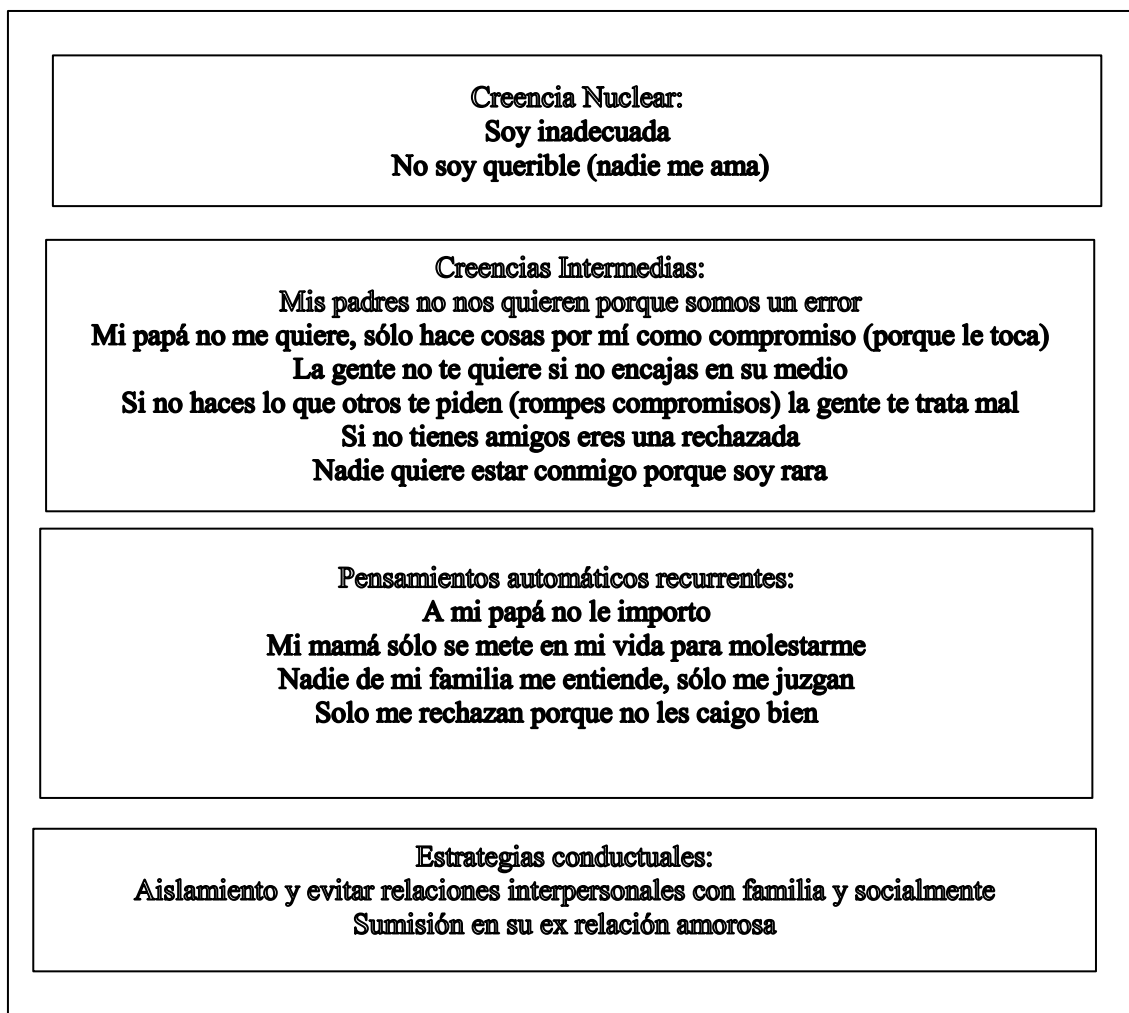 Creencia Nuclear:
Soy inadecuada
No soy querible (nadie me ama)
Creencias Intermedias:
Mis padres no nos quieren porque somos un error
Mi papá no me quiere, sólo hace cosas por mí como compromiso (porque le toca)
La gente no te quiere si no encajas en su medio
Si no haces lo que otros te piden (rompes compromisos) la gente te trata mal
Si no tienes amigos eres una rechazada
Nadie quiere estar conmigo porque soy rara
Pensamientos automáticos recurrentes:
A mi papá no le importo
Mi mamá sólo se mete en mi vida para molestarme
Nadie de mi familia me entiende, sólo me juzgan
Solo me rechazan porque no les caigo bien
Estrategias conductuales:
Aislamiento y evitar relaciones interpersonales con familia y socialmente
Sumisión en su ex relación amorosa